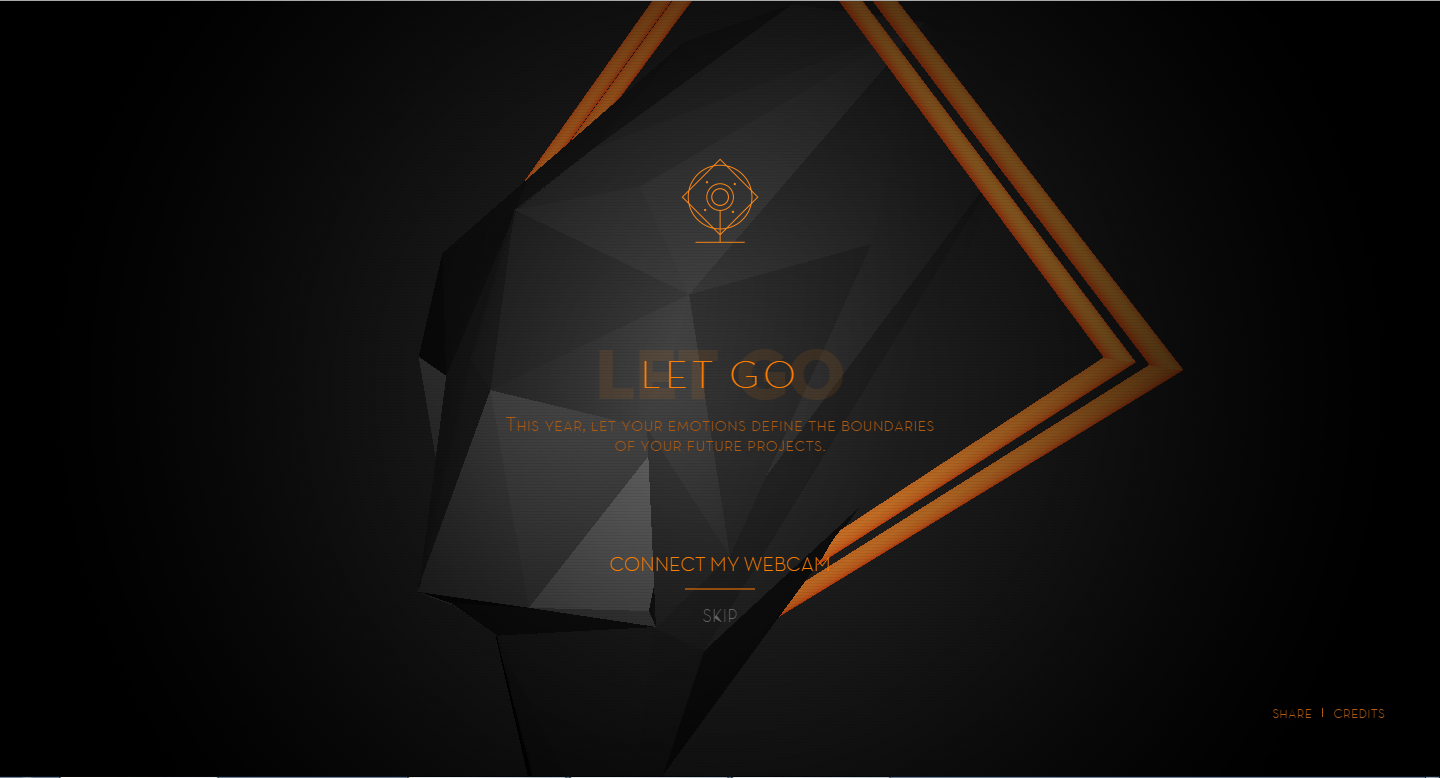 LET GO
THIS YEAR, LET YOUR EMOTIONS DEFINE THE BOUNDARIES
OF YOUR FUTURE PROJECTS.
CONNECT MY WEBCAM
SKIP
SHARE | CREDITS